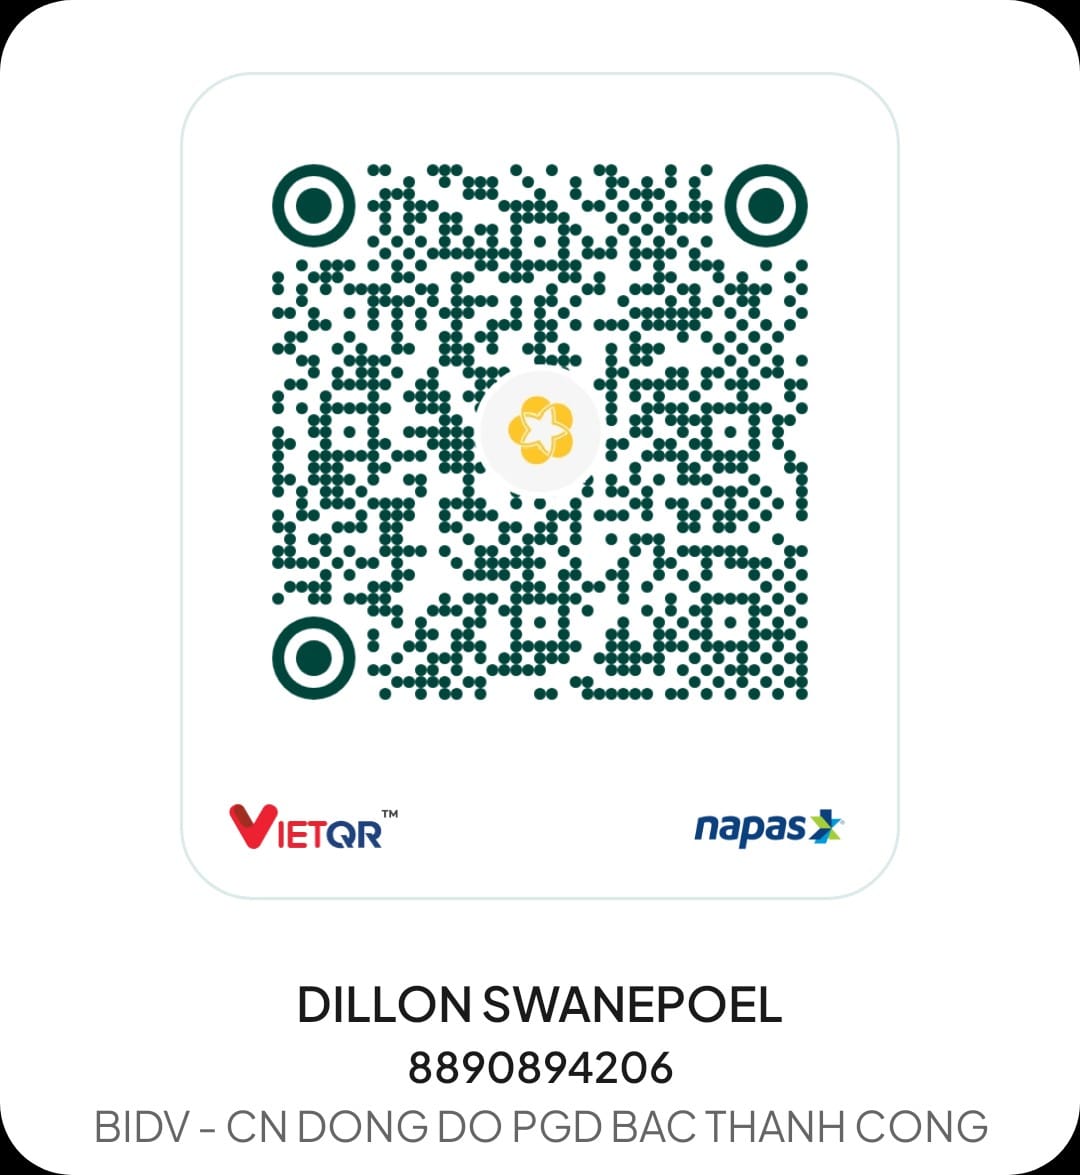 VIETQR™
napas
DILLON SWANEPOEL
8890894206
BIDV - CN DONG DO PGD BAC THANH CONG